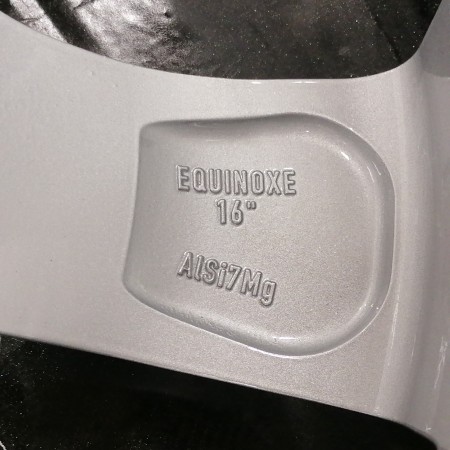 EQUINOXE
16"
AlSi7Mg